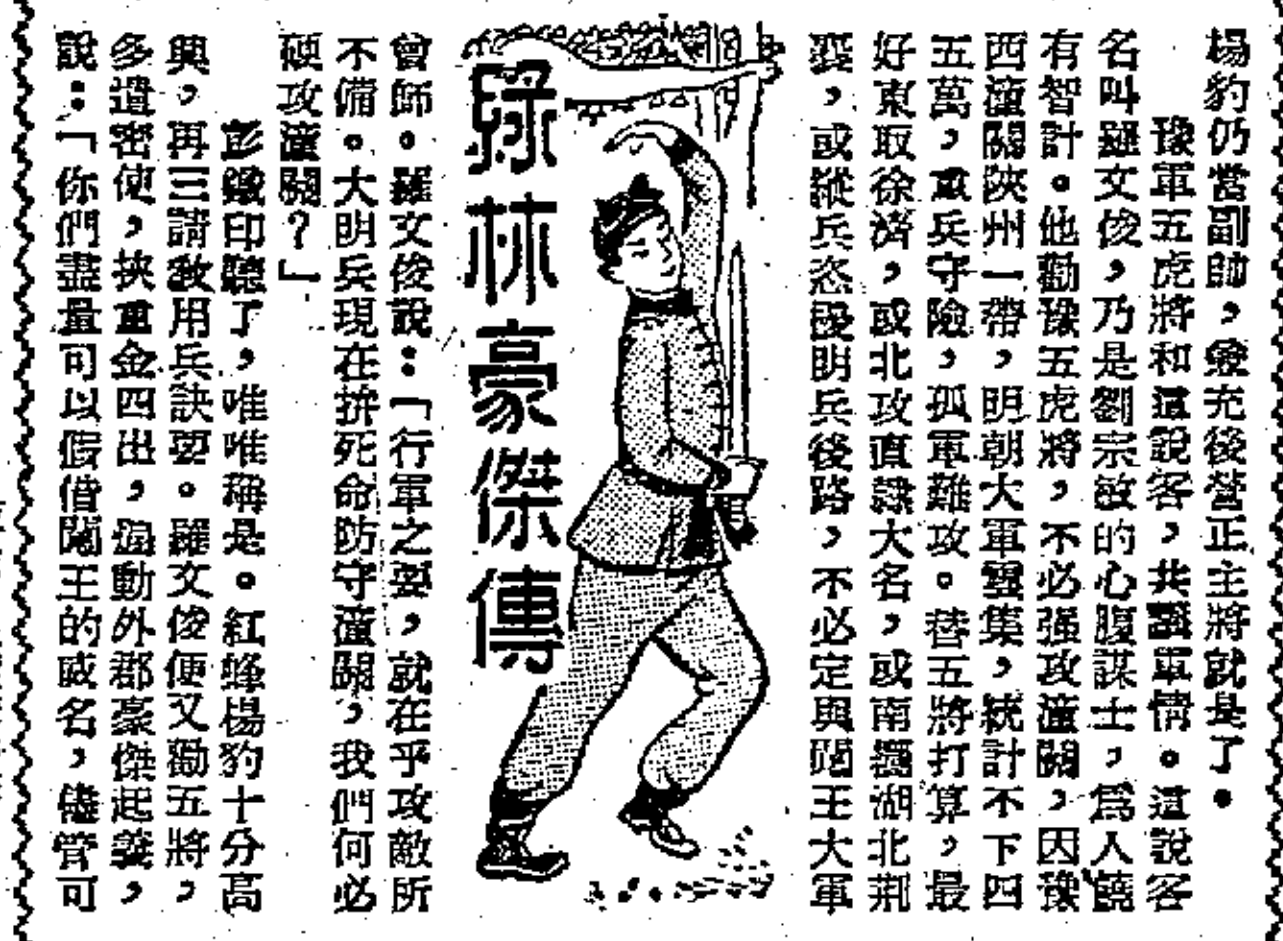 楊豹仍當副帥，發充後營正主將就是了。
豫軍五虎將和這說客，共議軍情。這說客
名叫羅文俊，乃是劉宗敏的心腹謀士，爲人饒
有智計。他勸豫五虎將，不必强攻潼關，因豫
西潼關陝州一帶，明朝大軍雲集，統計不下四
五萬，重兵守險，孤軍難攻。替五將打算，最
好東取徐濟，或北攻直隸大名，或南擾湖北荆
襄，或縱兵恣擾明兵後路，不必定與闖王大軍
綠林豪傑傳
會師。羅文俊說：「行軍之要，就在乎攻敵所
不備。大明兵現在拚死命防守潼關，我們何必
硬攻潼關？」
彭鐵印聽了，唯唯稱是。紅蜂楊豹十分高
興，再三請教用兵訣要。羅文俊便又勸五將，
多遣密使，挾重金四出，煽動外郡豪傑起義，
說：「你們盡量可以假借闖王的威名，儘管可